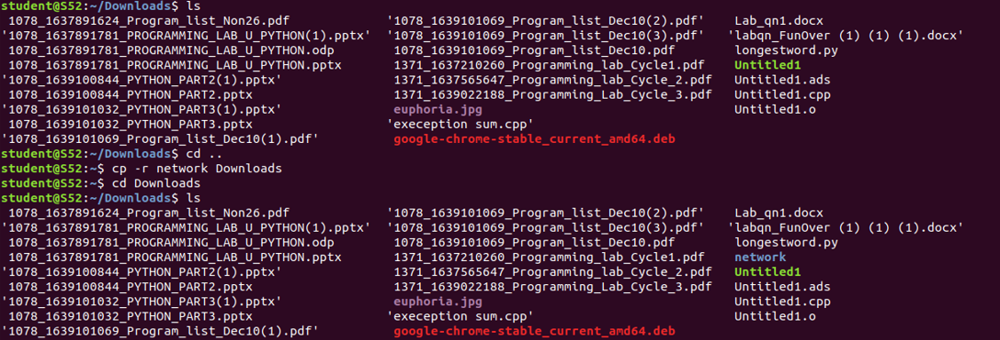 student@S52:~/Downloads$ ls
 1078_1637891624_Program_list_Non26.pdf  '1078_1639101069_Program_list_Dec10(2).pdf'   Lab_qn1.docx
'1078_1637891781_PROGRAMMING_LAB_U_PYTHON(1).pptx'  '1078_1639101069_Program_list_Dec10(3).pdf'  'labqn_FunOver (1) (1) (1).docx'
 1078_1637891781_PROGRAMMING_LAB_U_PYTHON.odp   1078_1639101069_Program_list_Dec10.pdf   longestword.py
 1078_1637891781_PROGRAMMING_LAB_U_PYTHON.pptx   1371_1637210260_Programming_lab_Cycle1.pdf   Untitled1
'1078_1639100844_PYTHON_PART2(1).pptx'   1371_1637565647_Programming_lab_Cycle_2.pdf   Untitled1.ads
 1078_1639100844_PYTHON_PART2.pptx   1371_1639022188_Programming_Lab_Cycle_3.pdf   Untitled1.cpp
'1078_1639101032_PYTHON_PART3(1).pptx'   euphoria.jpg   Untitled1.o
 1078_1639101032_PYTHON_PART3.pptx  'exeception sum.cpp'
'1078_1639101069_Program_list_Dec10(1).pdf'   google-chrome-stable_current_amd64.deb
student@S52:~/Downloads$ cd ..
student@S52:~$ cp -r network Downloads
student@S52:~$ cd Downloads
student@S52:~/Downloads$ ls
 1078_1637891624_Program_list_Non26.pdf  '1078_1639101069_Program_list_Dec10(2).pdf'   Lab_qn1.docx
'1078_1637891781_PROGRAMMING_LAB_U_PYTHON(1).pptx'  '1078_1639101069_Program_list_Dec10(3).pdf'  'labqn_FunOver (1) (1) (1).docx'
 1078_1637891781_PROGRAMMING_LAB_U_PYTHON.odp   1078_1639101069_Program_list_Dec10.pdf   longestword.py
 1078_1637891781_PROGRAMMING_LAB_U_PYTHON.pptx   1371_1637210260_Programming_lab_Cycle1.pdf   network
'1078_1639100844_PYTHON_PART2(1).pptx'   1371_1637565647_Programming_lab_Cycle_2.pdf   Untitled1
 1078_1639100844_PYTHON_PART2.pptx   1371_1639022188_Programming_Lab_Cycle_3.pdf   Untitled1.ads
'1078_1639101032_PYTHON_PART3(1).pptx'   euphoria.jpg   Untitled1.cpp
 1078_1639101032_PYTHON_PART3.pptx  'exeception sum.cpp'   Untitled1.o
'1078_1639101069_Program_list_Dec10(1).pdf'   google-chrome-stable_current_amd64.deb